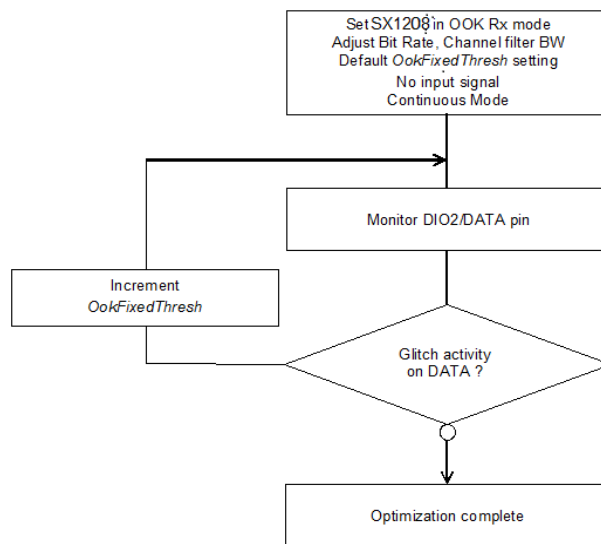 Set SX1208 in OOK Rx mode
Adjust Bit Rate, Channel filter BW
Default OokFixedThresh setting
No input signal
Continuous Mode
Monitor DIO2/DATA pin
Increment
OokFixedThresh
Glitch activity
on DATA ?
Optimization complete